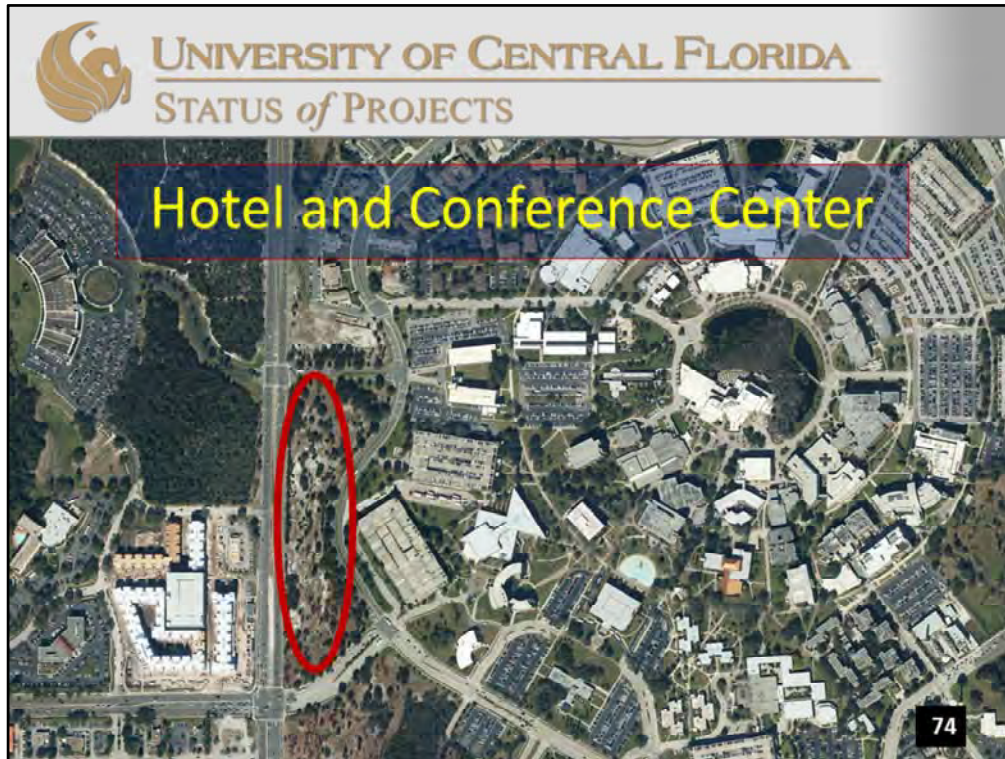 UNIVERSITY OF CENTRAL FLORIDA
STATUS of PROJECTS
Hotel and Conference Center
74